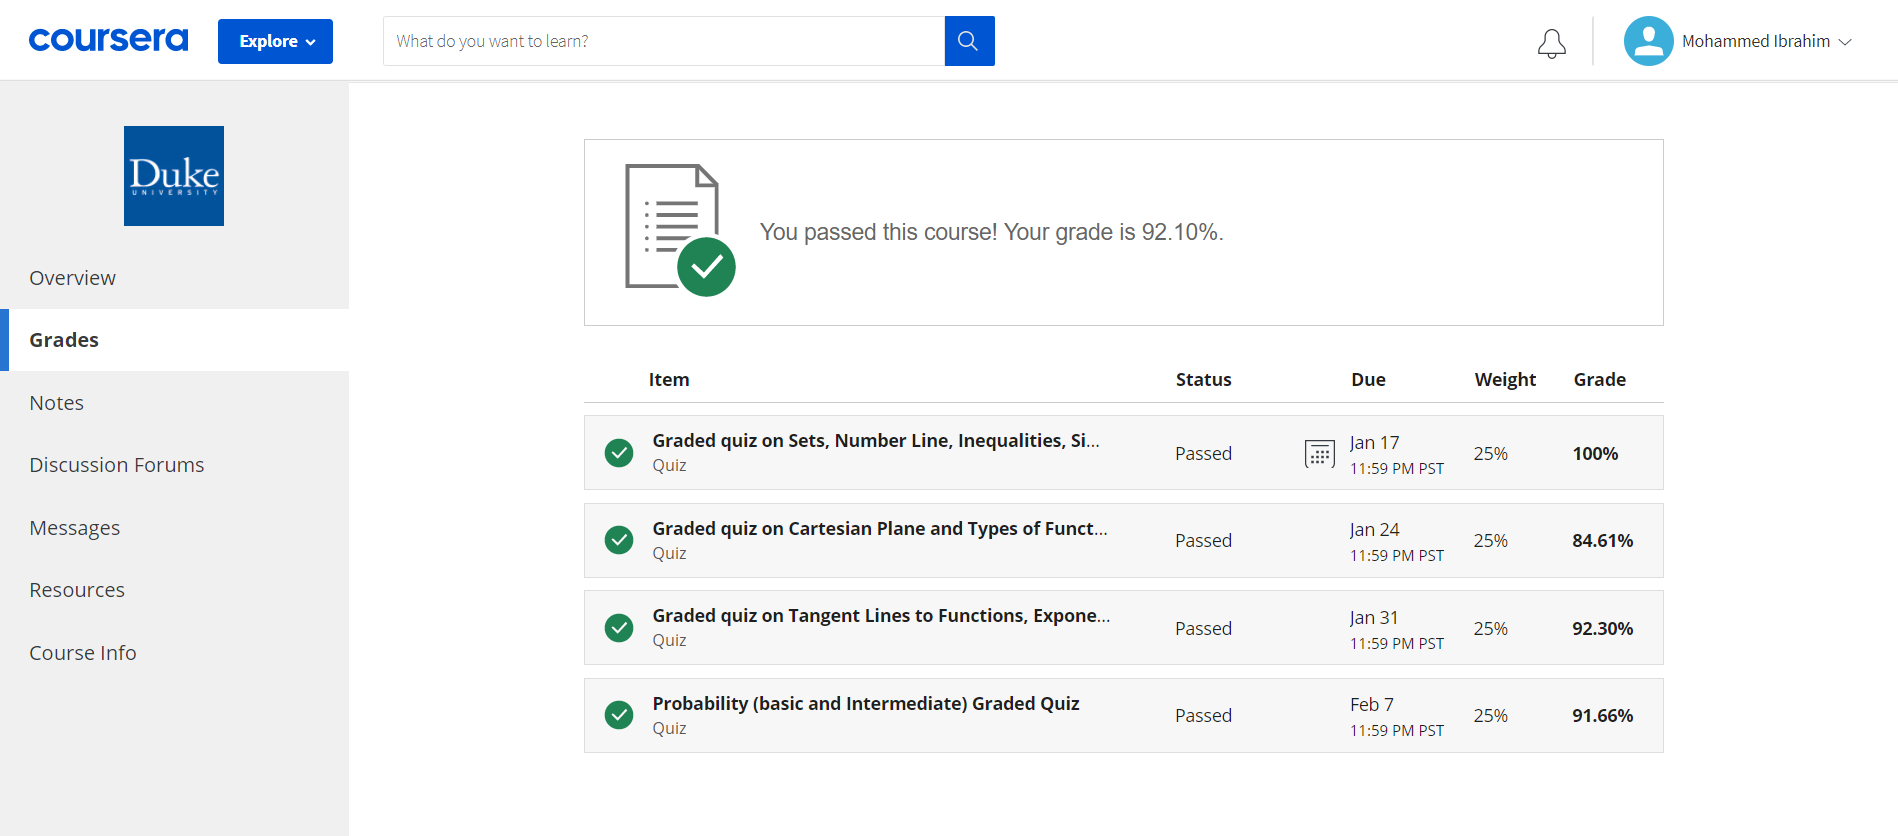 coursera
Explore
What do you want to learn?
Mohammed Ibrahim
Duke
UNIVERSITY
Overview
Grades
Notes
Discussion Forums
Messages
Resources
Course Info
You passed this course! Your grade is 92.10%.
Item Status Due Weight Grade
Graded quiz on Sets, Number Line, Inequalities, Si...
Quiz
Passed
Jan 17
11:59 PM PST
25%
100%
Graded quiz on Cartesian Plane and Types of Funct...
Quiz
Passed
Jan 24
11:59 PM PST
25%
84.61%
Graded quiz on Tangent Lines to Functions, Expone...
Quiz
Passed
Jan 31
11:59 PM PST
25%
92.30%
Probability (basic and Intermediate) Graded Quiz
Quiz
Passed
Feb 7
11:59 PM PST
25%
91.66%